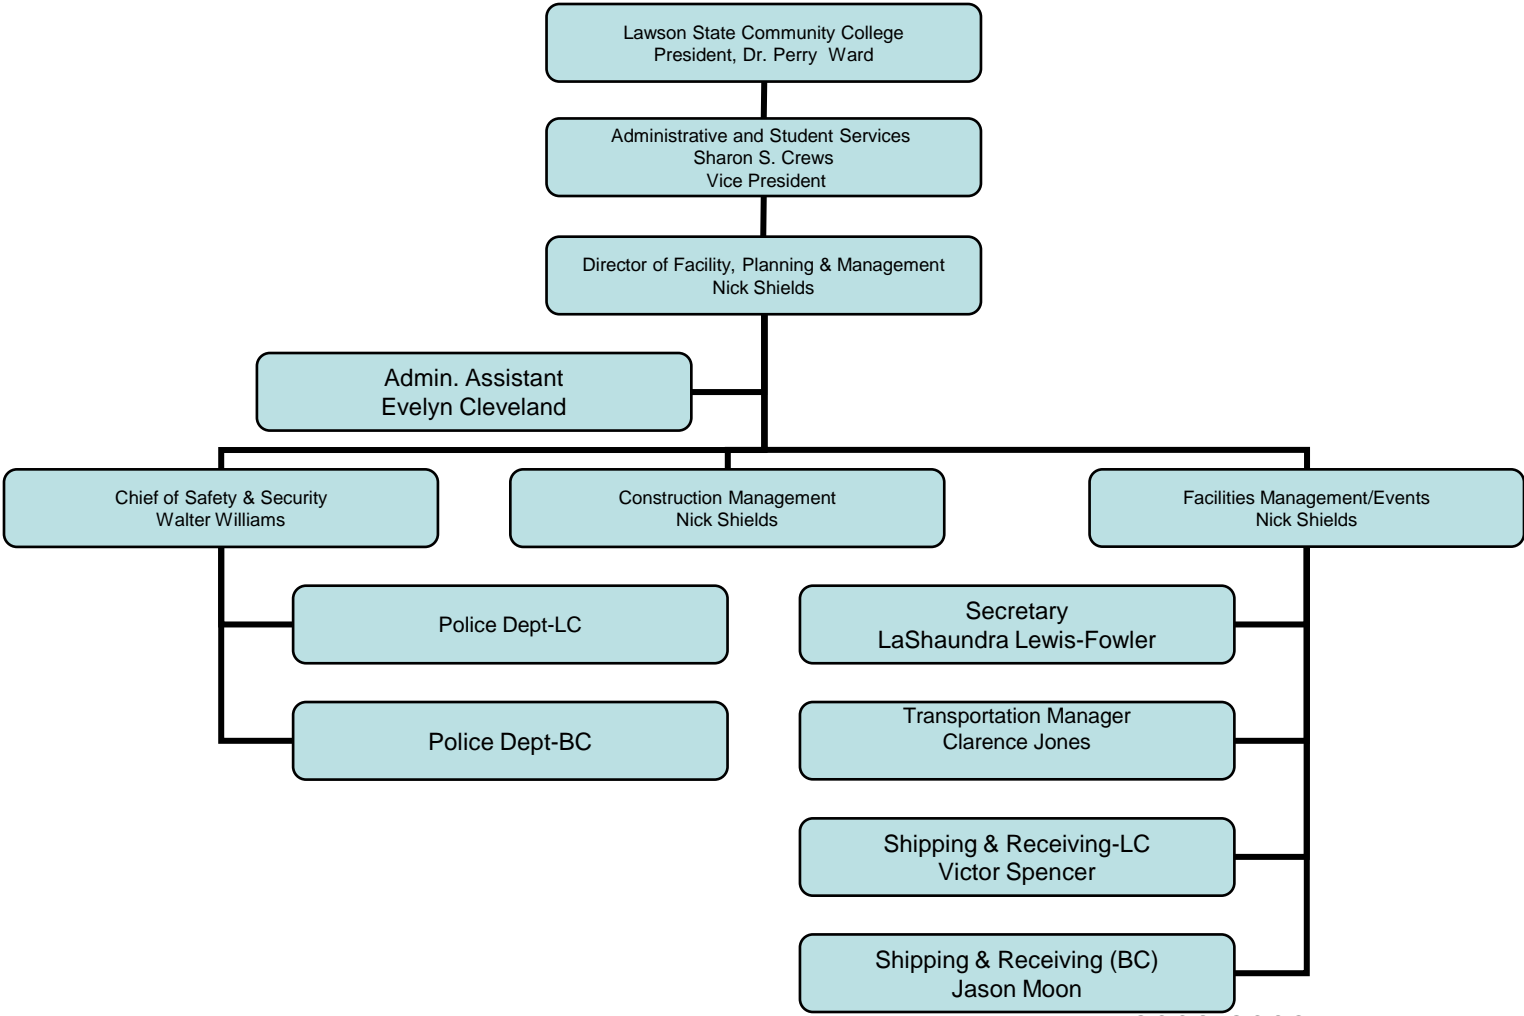 Lawson State Community College
President, Dr. Perry  Ward
Administrative and Student Services
Sharon S. Crews
Vice President
Director of Facility, Planning & Management
Nick Shields
Admin. Assistant
Evelyn Cleveland
Chief of Safety & Security
Walter Williams
Construction Management
Nick Shields
Facilities Management/Events
Nick Shields
Police Dept-LC
Police Dept-BC
Secretary
LaShaundra Lewis-Fowler
Transportation Manager
Clarence Jones
Shipping & Receiving-LC
Victor Spencer
Shipping & Receiving (BC)
Jason Moon